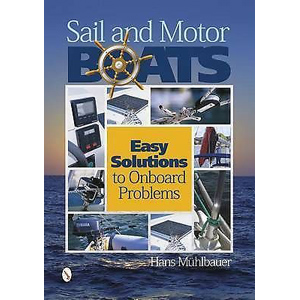 Sail and Motor
BOATS
Easy
Solutions
to Onboard
Problems
Hans Mühlbauer